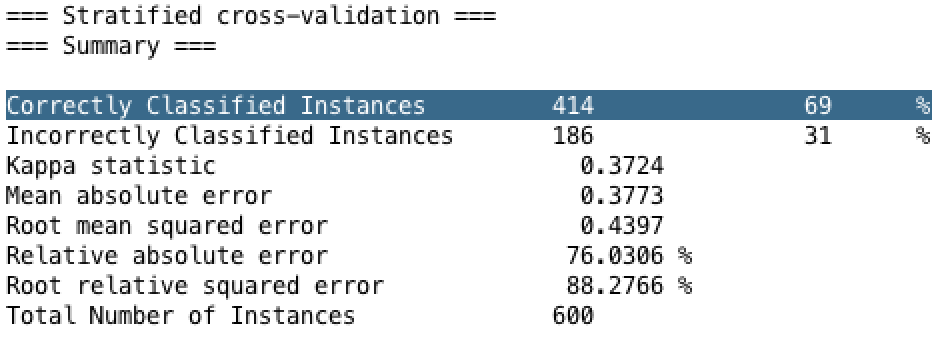 === Stratified cross-validation ===
=== Summary ===
Correctly Classified Instances 414 69 %
Incorrectly Classified Instances 186 31 %
Kappa statistic 0.3724
Mean absolute error 0.3773
Root mean squared error 0.4397
Relative absolute error 76.0306 %
Root relative squared error 88.2766 %
Total Number of Instances 600